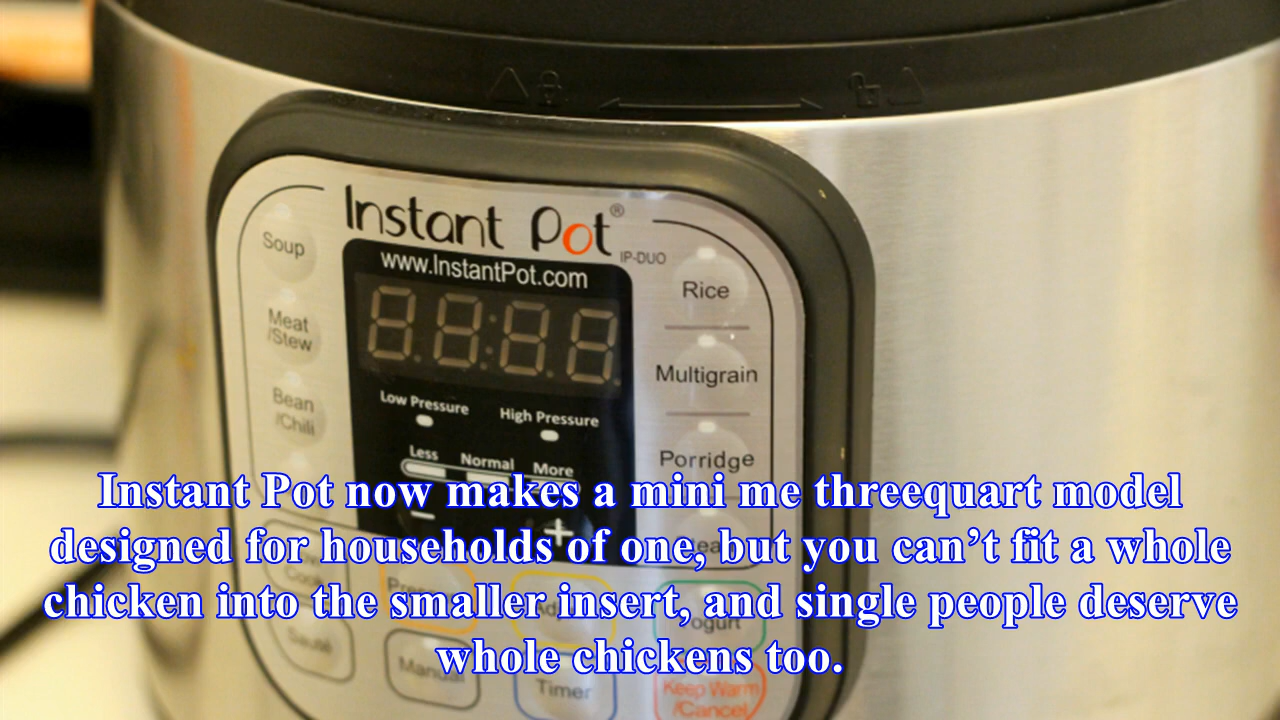 Instant Pot®
IP-DUO
www.InstantPot.com
Soup
Rice
Meat
/Stew
Multigrain
Bean
/Chili
Low Pressure
High Pressure
Less
Normal
More
Porridge
Instant Pot now makes a mini me threequart model
designed for households of one, but you can’t fit a whole
chicken into the smaller insert, and single people deserve
whole chickens too.
Manual
Timer
Keep Warm
/Cancel